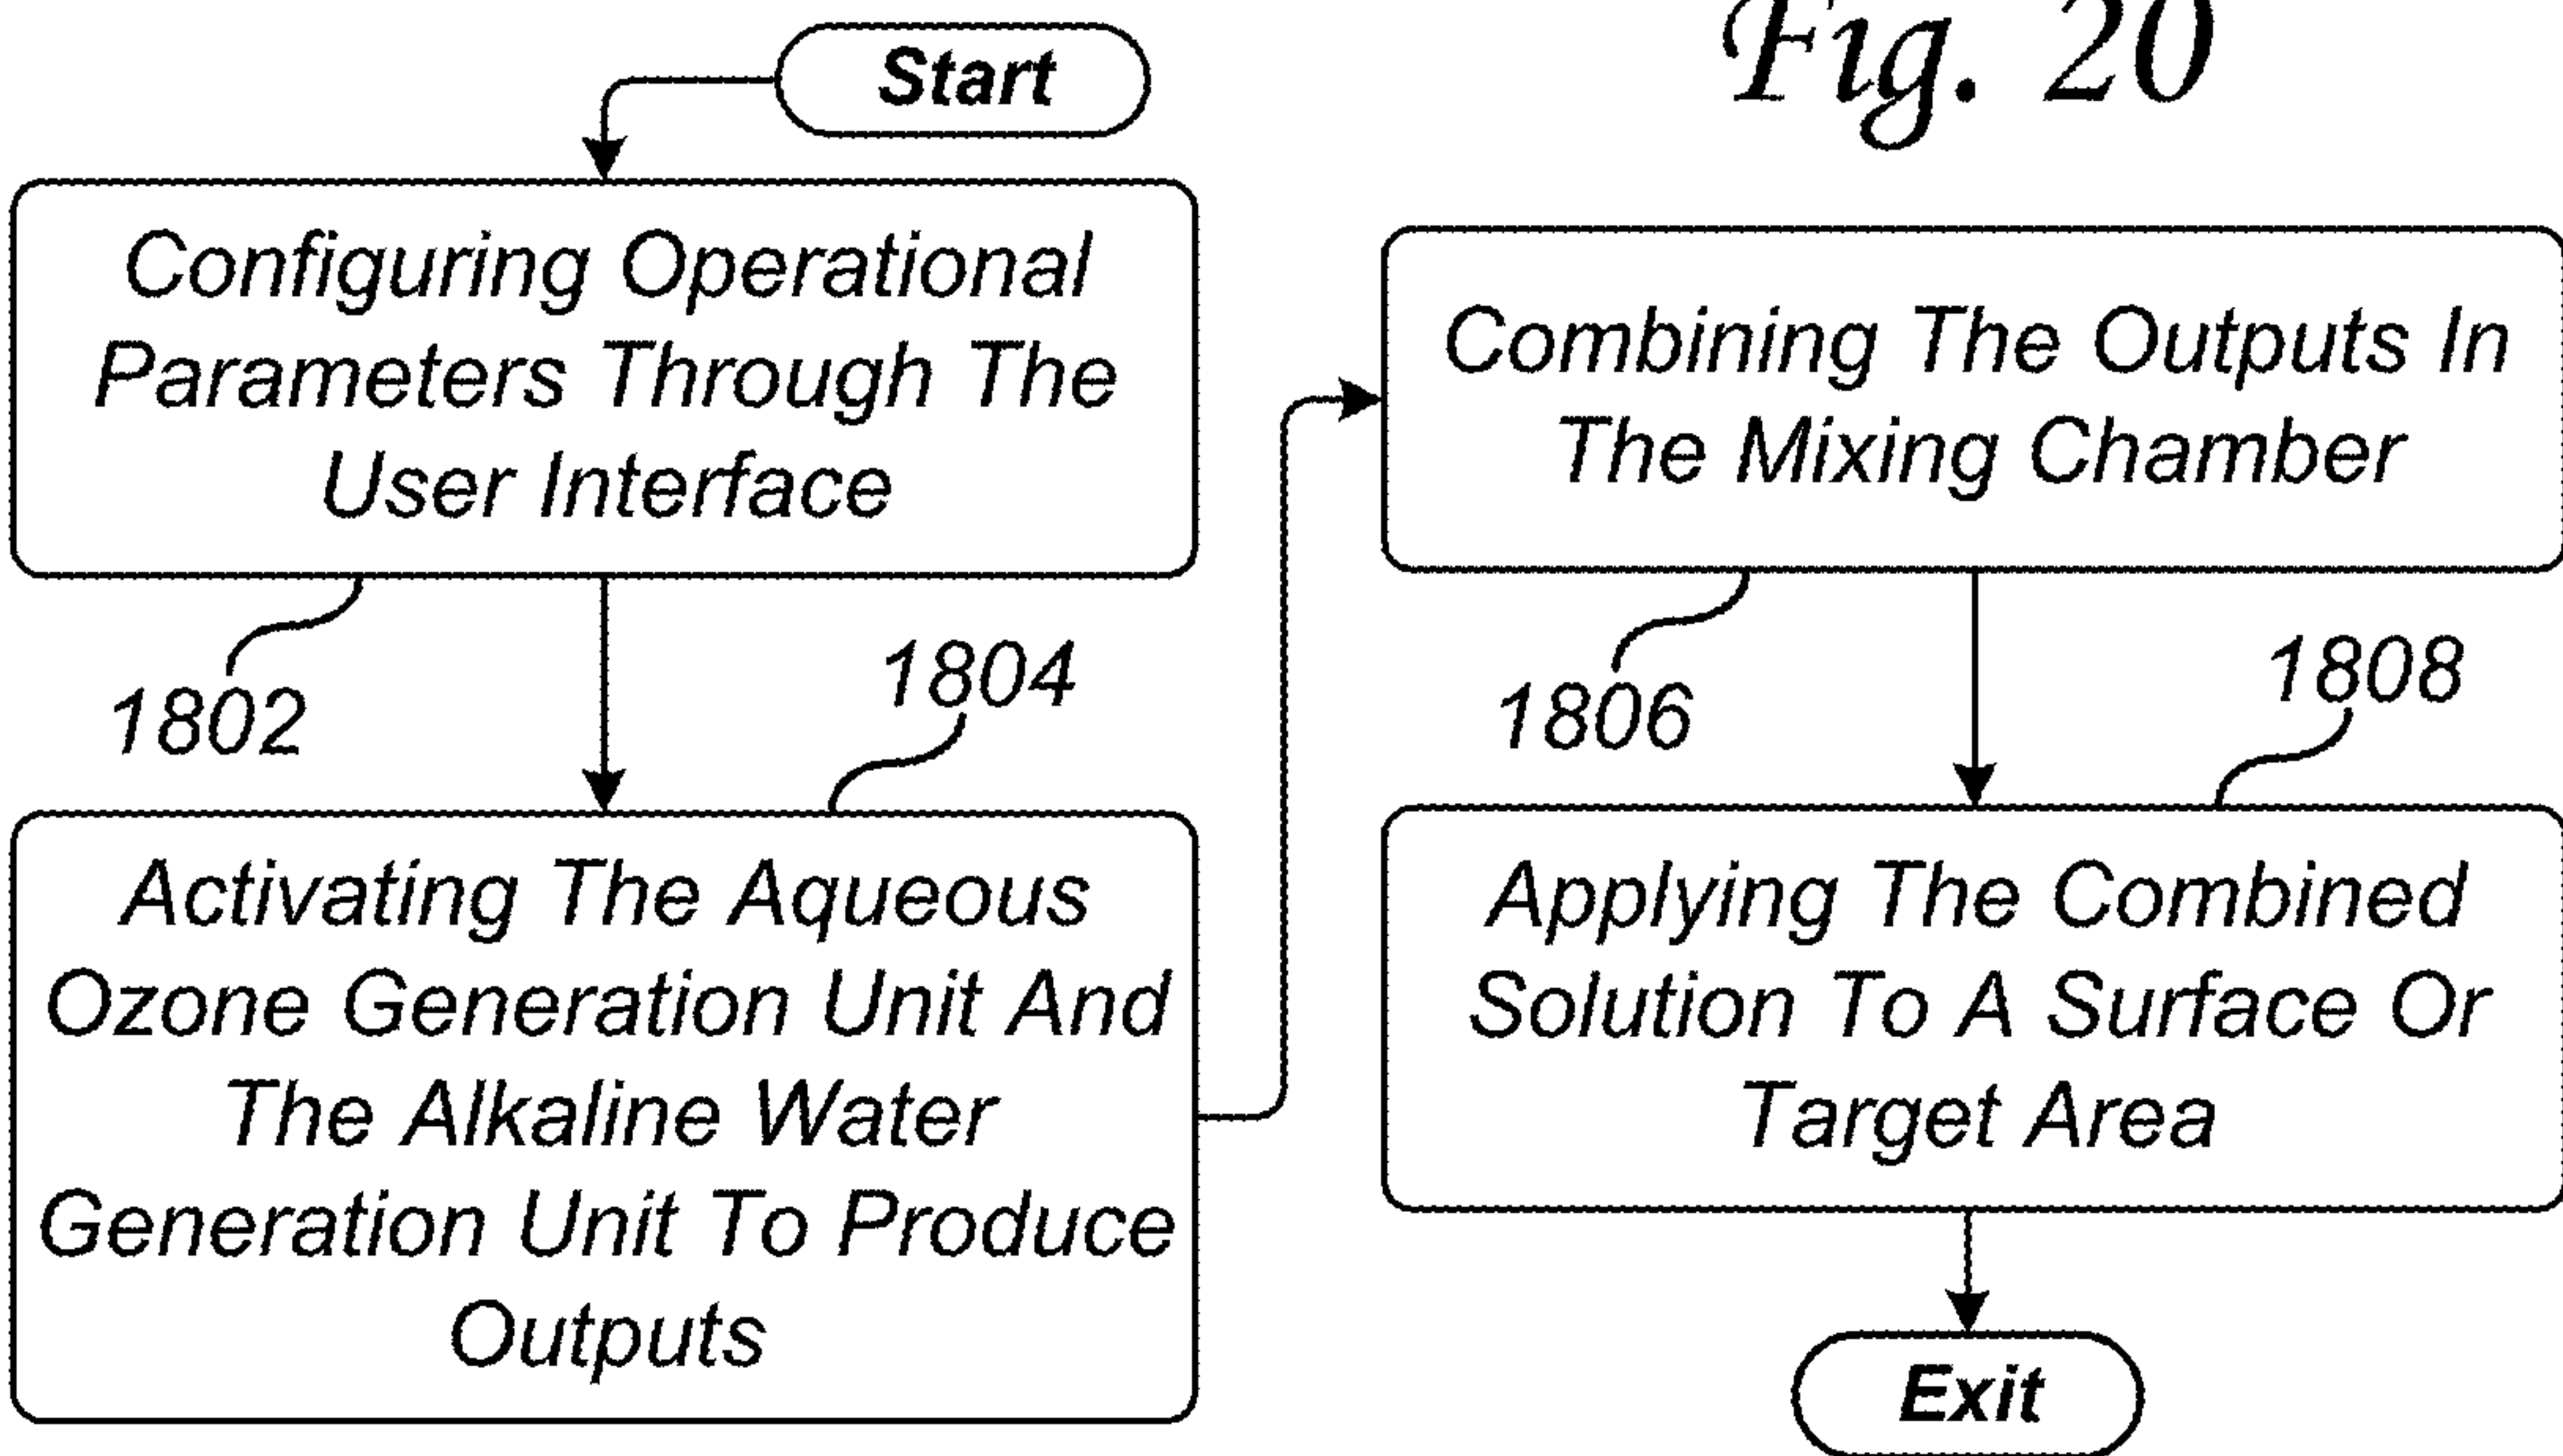 Fig. 20
Start
Configuring Operational
Parameters Through The
User Interface
1802
1804
Activating The Aqueous
Ozone Generation Unit And
The Alkaline Water
Generation Unit To Produce
Outputs
Combining The Outputs In
The Mixing Chamber
1806
1808
Applying The Combined
Solution To A Surface Or
Target Area
Exit